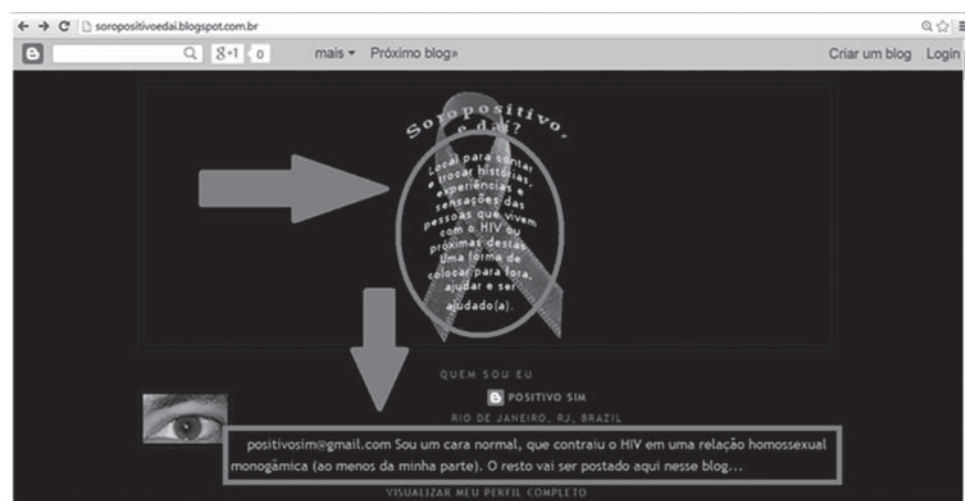 soropositivoedai.blogspot.com.br
8+1 0 mais Próximo blog» Criar um blog Login
Soropositivo,
e daí?
Local para contar
e trocar histórias,
experiências e
sensações das
pessoas que vivem
com o HIV ou
próximas destas.
Uma forma de
colocar para fora,
ajudar e ser
ajudado(a).
QUEM SOU EU
POSITIVO SIM
RIO DE JANEIRO, RJ, BRAZIL
positivosim@gmail.com Sou um cara normal, que contraiu o HIV em uma relação homossexual
monogâmica (ao menos da minha parte). O resto vai ser postado aqui nesse blog...
VISUALIZAR MEU PERFIL COMPLETO